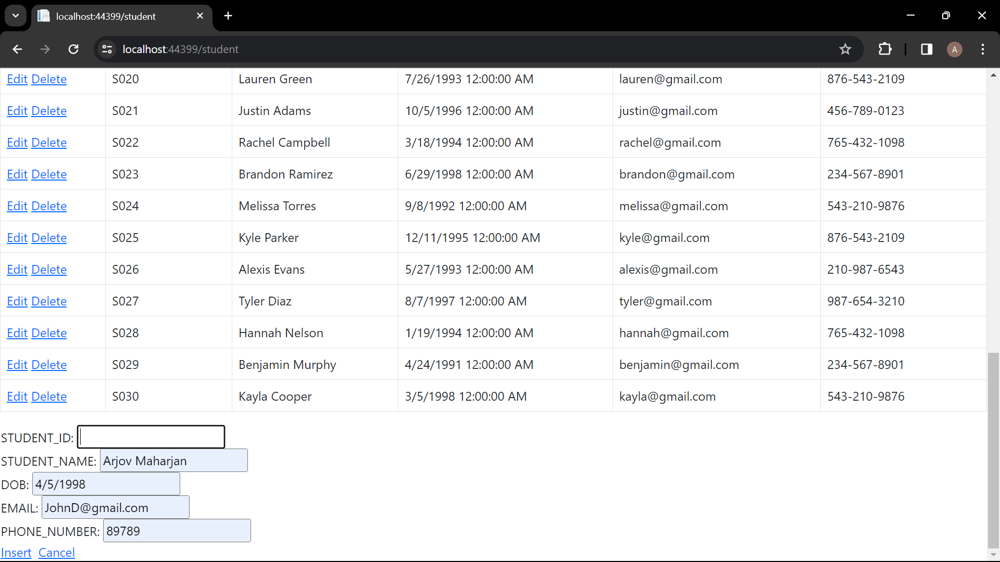 localhost:44399/student
localhost:44399/student
A
Edit Delete S020 Lauren Green 7/26/1993 12:00:00 AM lauren@gmail.com 876-543-2109
Edit Delete S021 Justin Adams 10/5/1996 12:00:00 AM justin@gmail.com 456-789-0123
Edit Delete S022 Rachel Campbell 3/18/1994 12:00:00 AM rachel@gmail.com 765-432-1098
Edit Delete S023 Brandon Ramirez 6/29/1998 12:00:00 AM brandon@gmail.com 234-567-8901
Edit Delete S024 Melissa Torres 9/8/1992 12:00:00 AM melissa@gmail.com 543-210-9876
Edit Delete S025 Kyle Parker 12/11/1995 12:00:00 AM kyle@gmail.com 876-543-2109
Edit Delete S026 Alexis Evans 5/27/1993 12:00:00 AM alexis@gmail.com 210-987-6543
Edit Delete S027 Tyler Diaz 8/7/1997 12:00:00 AM tyler@gmail.com 987-654-3210
Edit Delete S028 Hannah Nelson 1/19/1994 12:00:00 AM hannah@gmail.com 765-432-1098
Edit Delete S029 Benjamin Murphy 4/24/1991 12:00:00 AM benjamin@gmail.com 234-567-8901
Edit Delete S030 Kayla Cooper 3/5/1998 12:00:00 AM kayla@gmail.com 543-210-9876
STUDENT_ID:
STUDENT_NAME: Arjov Maharjan
DOB: 4/5/1998
EMAIL: JohnD@gmail.com
PHONE_NUMBER: 89789
Insert Cancel